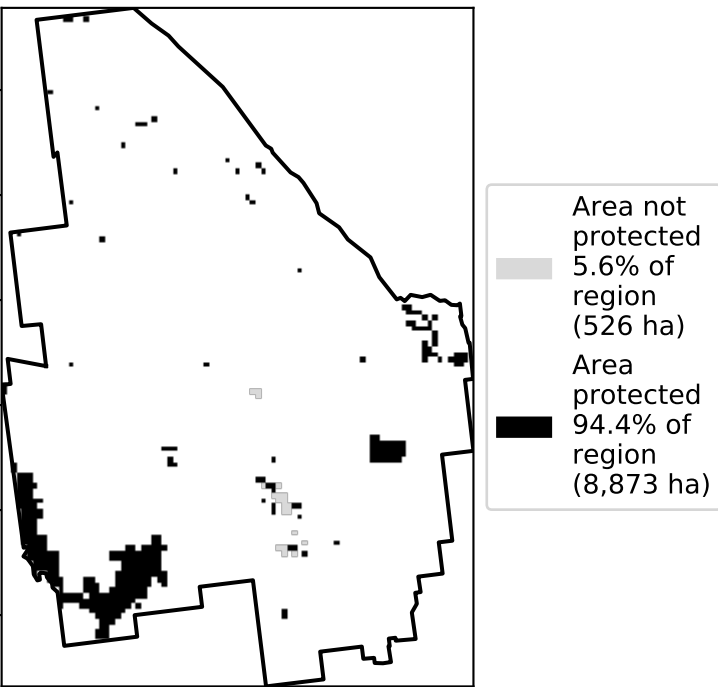 Area not
protected
5.6% of
region
(526 ha)
Area
protected
94.4% of
region
(8,873 ha)